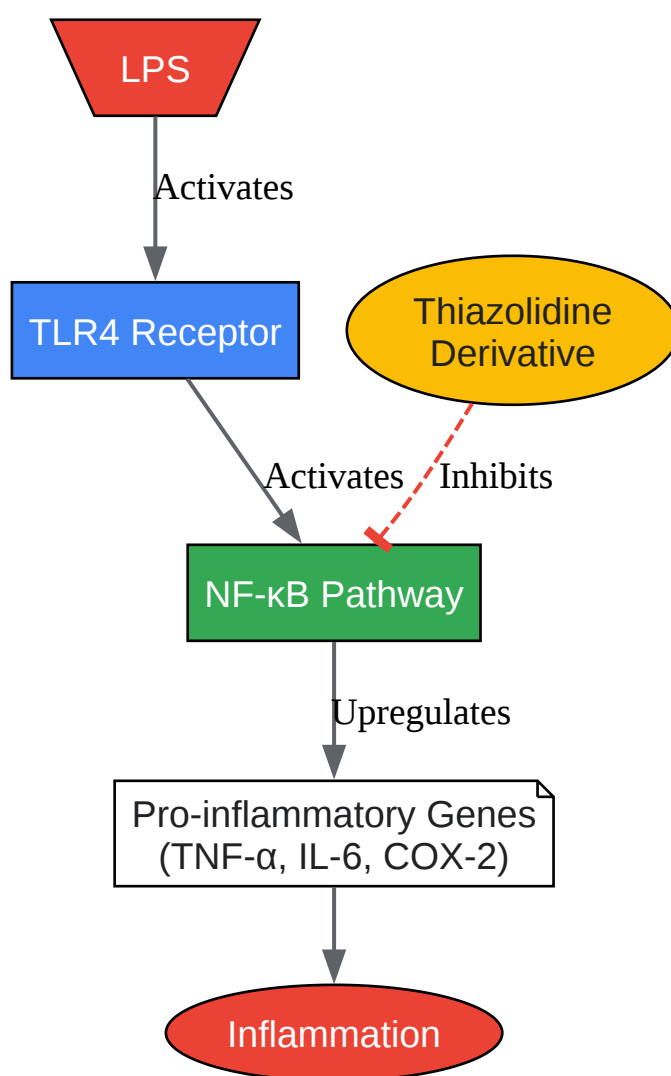 LPS
Activates
TLR4 Receptor
Thiazolidine
Derivative
Activates
Inhibits
NF-κB Pathway
Upregulates
Pro-inflammatory Genes
(TNF-α, IL-6, COX-2)
Inflammation